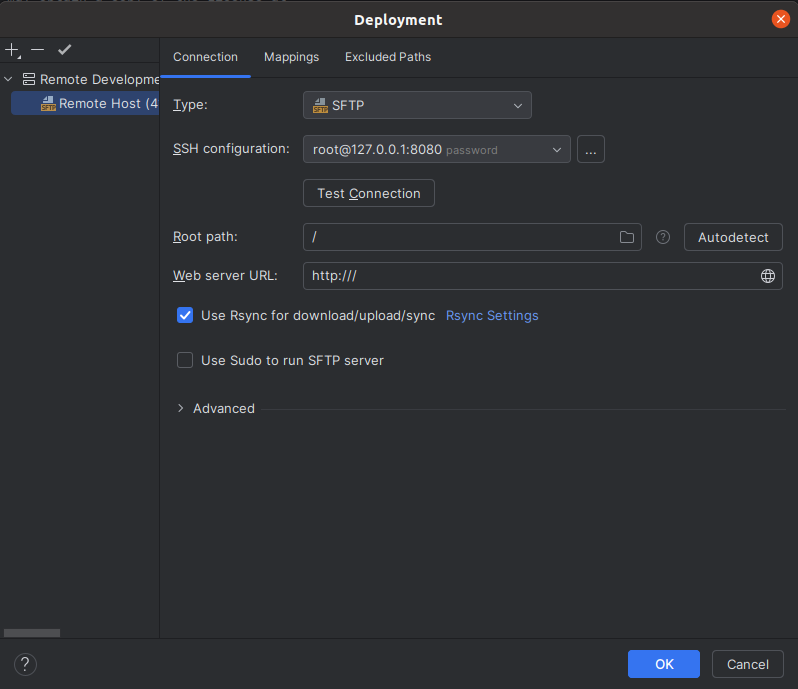 Deployment
Connection Mappings Excluded Paths
Remote Developme
SFTP Remote Host (4
Type: SFTP SFTP
SSH configuration: root@127.0.0.1:8080 password ...
Test Connection
Root path: / ? Autodetect
Web server URL: http:///
Use Rsync for download/upload/sync Rsync Settings
Use Sudo to run SFTP server
Advanced
? OK Cancel